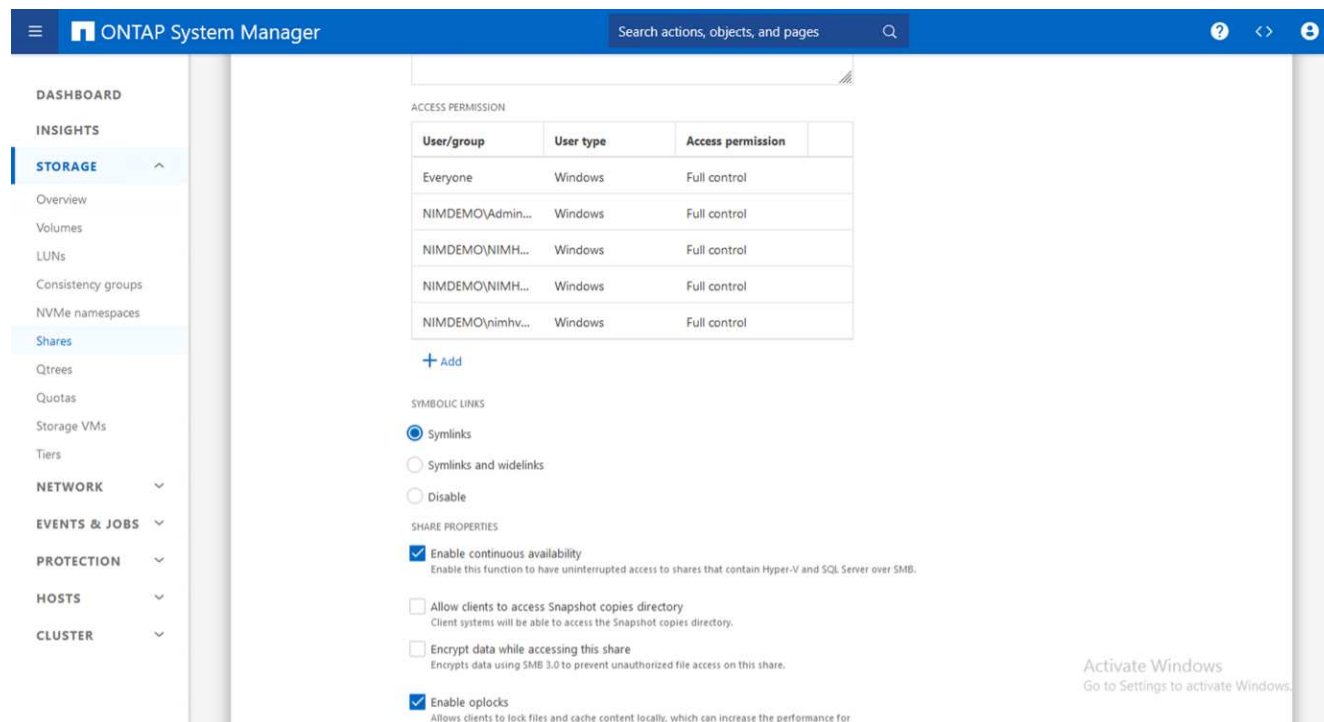 ONTAP System Manager
Search actions, objects, and pages
DASHBOARD
INSIGHTS
STORAGE
Overview
Volumes
LUNs
Consistency groups
NVMe namespaces
Shares
Qtrees
Quotas
Storage VMs
Tiers
NETWORK
EVENTS & JOBS
PROTECTION
HOSTS
CLUSTER
ACCESS PERMISSION
User/group User type Access permission
Everyone Windows Full control
NIMDEMO\Admin... Windows Full control
NIMDEMO\NIMH... Windows Full control
NIMDEMO\NIMH... Windows Full control
NIMDEMO\nimhv... Windows Full control
+ Add
SYMBOLIC LINKS
Symlinks
Symlinks and widelinks
Disable
SHARE PROPERTIES
Enable continuous availability
Enable this function to have uninterrupted access to shares that contain Hyper-V and SQL Server over SMB.
Allow clients to access Snapshot copies directory
Client systems will be able to access the Snapshot copies directory.
Encrypt data while accessing this share
Encrypts data using SMB 3.0 to prevent unauthorized file access on this share.
Enable oplocks
Allows clients to lock files and cache content locally, which can increase the performance for
Activate Windows
Go to Settings to activate Windows.